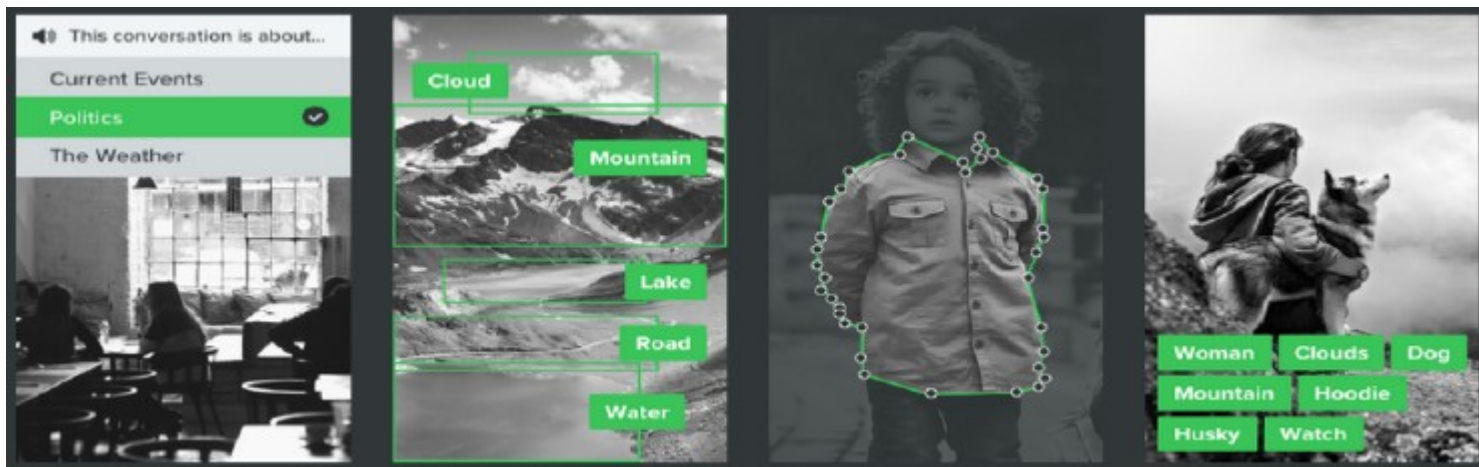 This conversation is about...
Current Events
Politics
The Weather
Cloud
Mountain
Lake
Road
Water
Woman Clouds Dog
Mountain Hoodie
Husky Watch